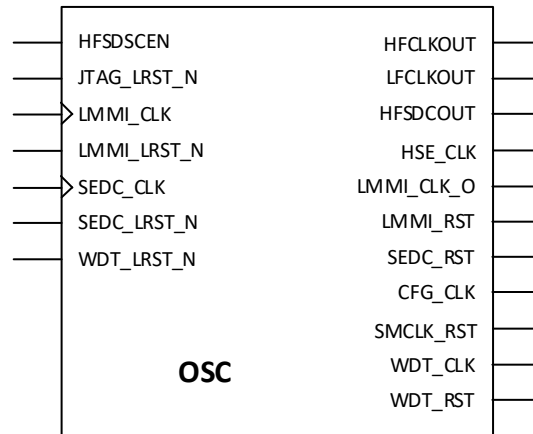 HFSDSCEN
JTAG_LRST_N
LMMI_CLK
LMMI_LRST_N
SEDC_CLK
SEDC_LRST_N
WDT_LRST_N
HFCLKOUT
LFCLKOUT
HFSDCOUT
HSE_CLK
LMMI_CLK_O
LMMI_RST
SEDC_RST
CFG_CLK
SMCLK_RST
WDT_CLK
WDT_RST
OSC